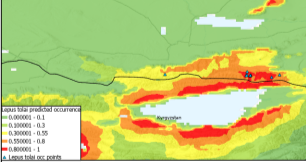 Kyrgyzstan
Lepus tolai predicted occurrence
0.000001 - 0.1
0.100001 - 0.3
0.300001 - 0.55
0.550001 - 0.8
0.800001 - 1
Lepus tolai occ points